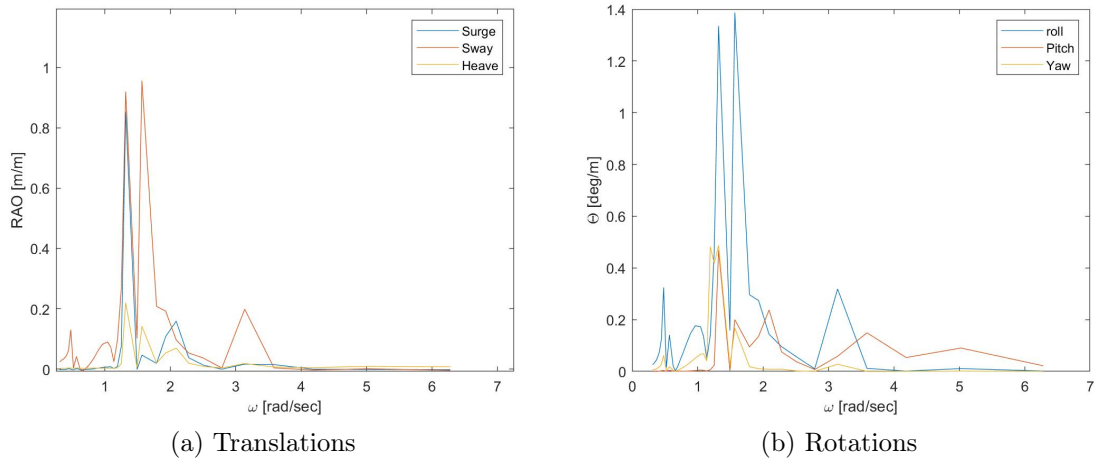 RAO [m/m]
1
0.8
0.6
0.4
0.2
0
1 2 3 4 5 6 7
ω [rad/sec]
Surge
Sway
Heave
(a) Translations
Θ [deg/m]
1.4
1.2
1
0.8
0.6
0.4
0.2
0
0 1 2 3 4 5 6 7
ω [rad/sec]
roll
Pitch
Yaw
(b) Rotations